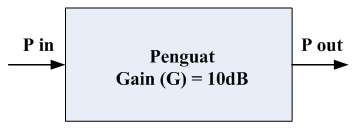 P in
Penguat
Gain (G) = 10dB
P out